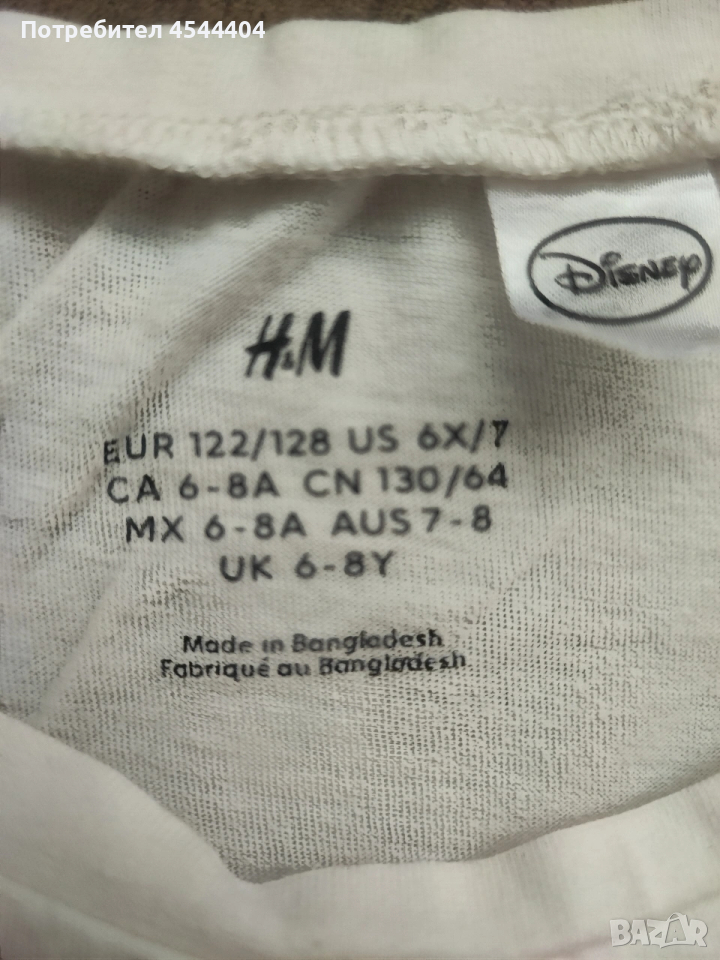 Потребител 4544404
DISNEY
H&M
EUR 122/128 US 6X/7
CA 6-8A CN 130/64
MX 6-8A AUS 7-8
UK 6-8Y
Made in Bangladesh
Fabriqué au Bangladesh
BAZAR